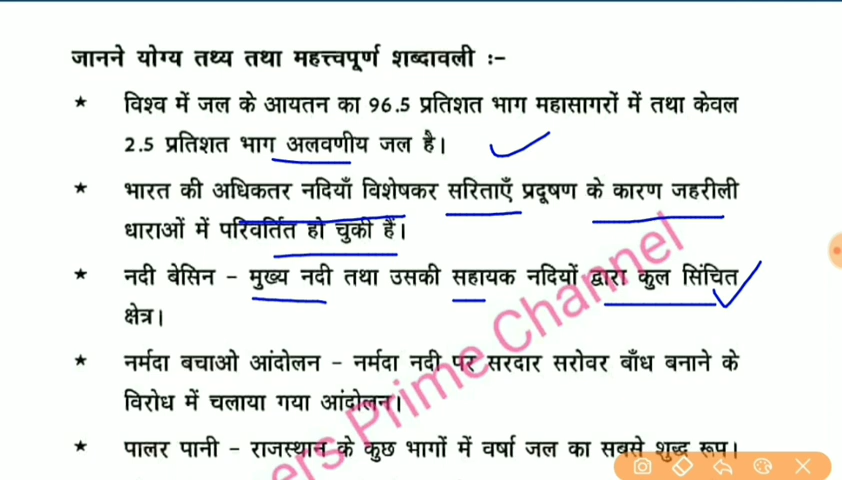 जानने योग्य तथ्य तथा महत्त्वपूर्ण शब्दावली :-
★ विश्व में जल के आयतन का 96.5 प्रतिशत भाग महासागरों में तथा केवल
2.5 प्रतिशत भाग अलवणीय जल है।
★ भारत की अधिकतर नदियाँ विशेषकर सरिताएँ प्रदूषण के कारण जहरीली
धाराओं में परिवर्तित हो चुकी हैं।
★ नदी बेसिन – मुख्य नदी तथा उसकी सहायक नदियों द्वारा कुल सिंचित
क्षेत्र।
★ नर्मदा बचाओ आंदोलन – नर्मदा नदी पर सरदार सरोवर बाँध बनाने के
विरोध में चलाया गया आंदोलन।
★ पालर पानी – राजस्थान के कुछ भागों में वर्षा जल का सबसे शुद्ध रूप।
ers Prime Channel